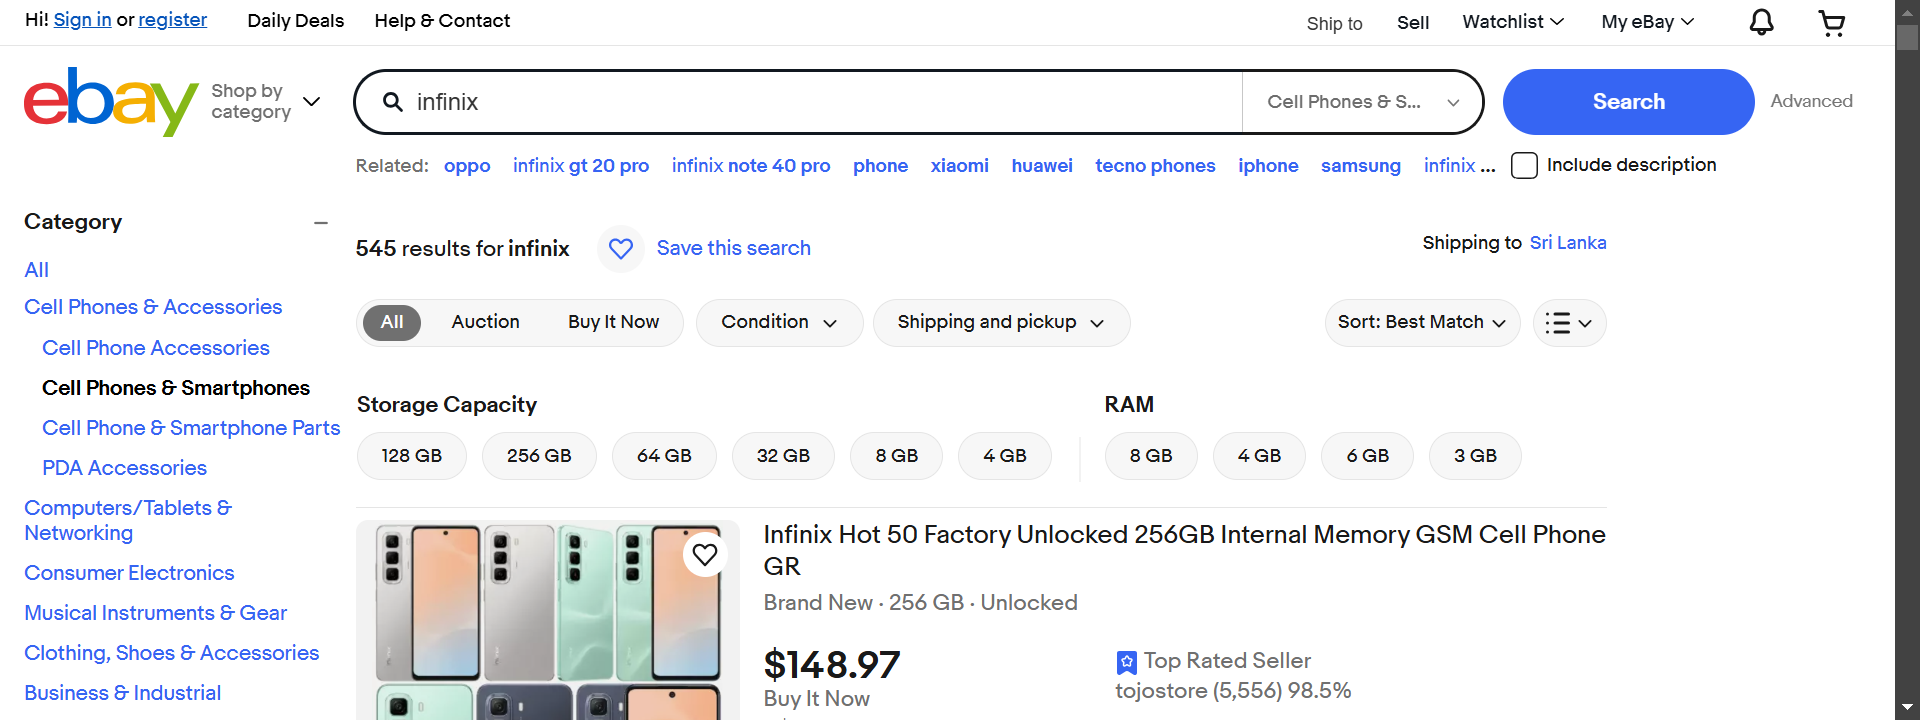 Hi! Sign in or register
Daily Deals
Help & Contact
Ship to
Sell
Watchlist
My eBay
ebay
Shop by
category
infinix
Cell Phones & S...
Search
Advanced
Related: oppo infinix gt 20 pro infinix note 40 pro phone xiaomi huawei tecno phones iphone samsung infinix ...
Include description
Category
545 results for infinix
Save this search
Shipping to Sri Lanka
All
Cell Phones & Accessories
Cell Phone Accessories
Cell Phones & Smartphones
Cell Phone & Smartphone Parts
PDA Accessories
Computers/Tablets &
Networking
Consumer Electronics
Musical Instruments & Gear
Clothing, Shoes & Accessories
Business & Industrial
All
Auction
Buy It Now
Condition
Shipping and pickup
Sort: Best Match
Storage Capacity
128 GB
256 GB
64 GB
32 GB
8 GB
4 GB
RAM
8 GB
4 GB
6 GB
3 GB
Infinix Hot 50 Factory Unlocked 256GB Internal Memory GSM Cell Phone
GR
Brand New · 256 GB · Unlocked
$148.97
Buy It Now
Top Rated Seller
tojostore (5,556) 98.5%